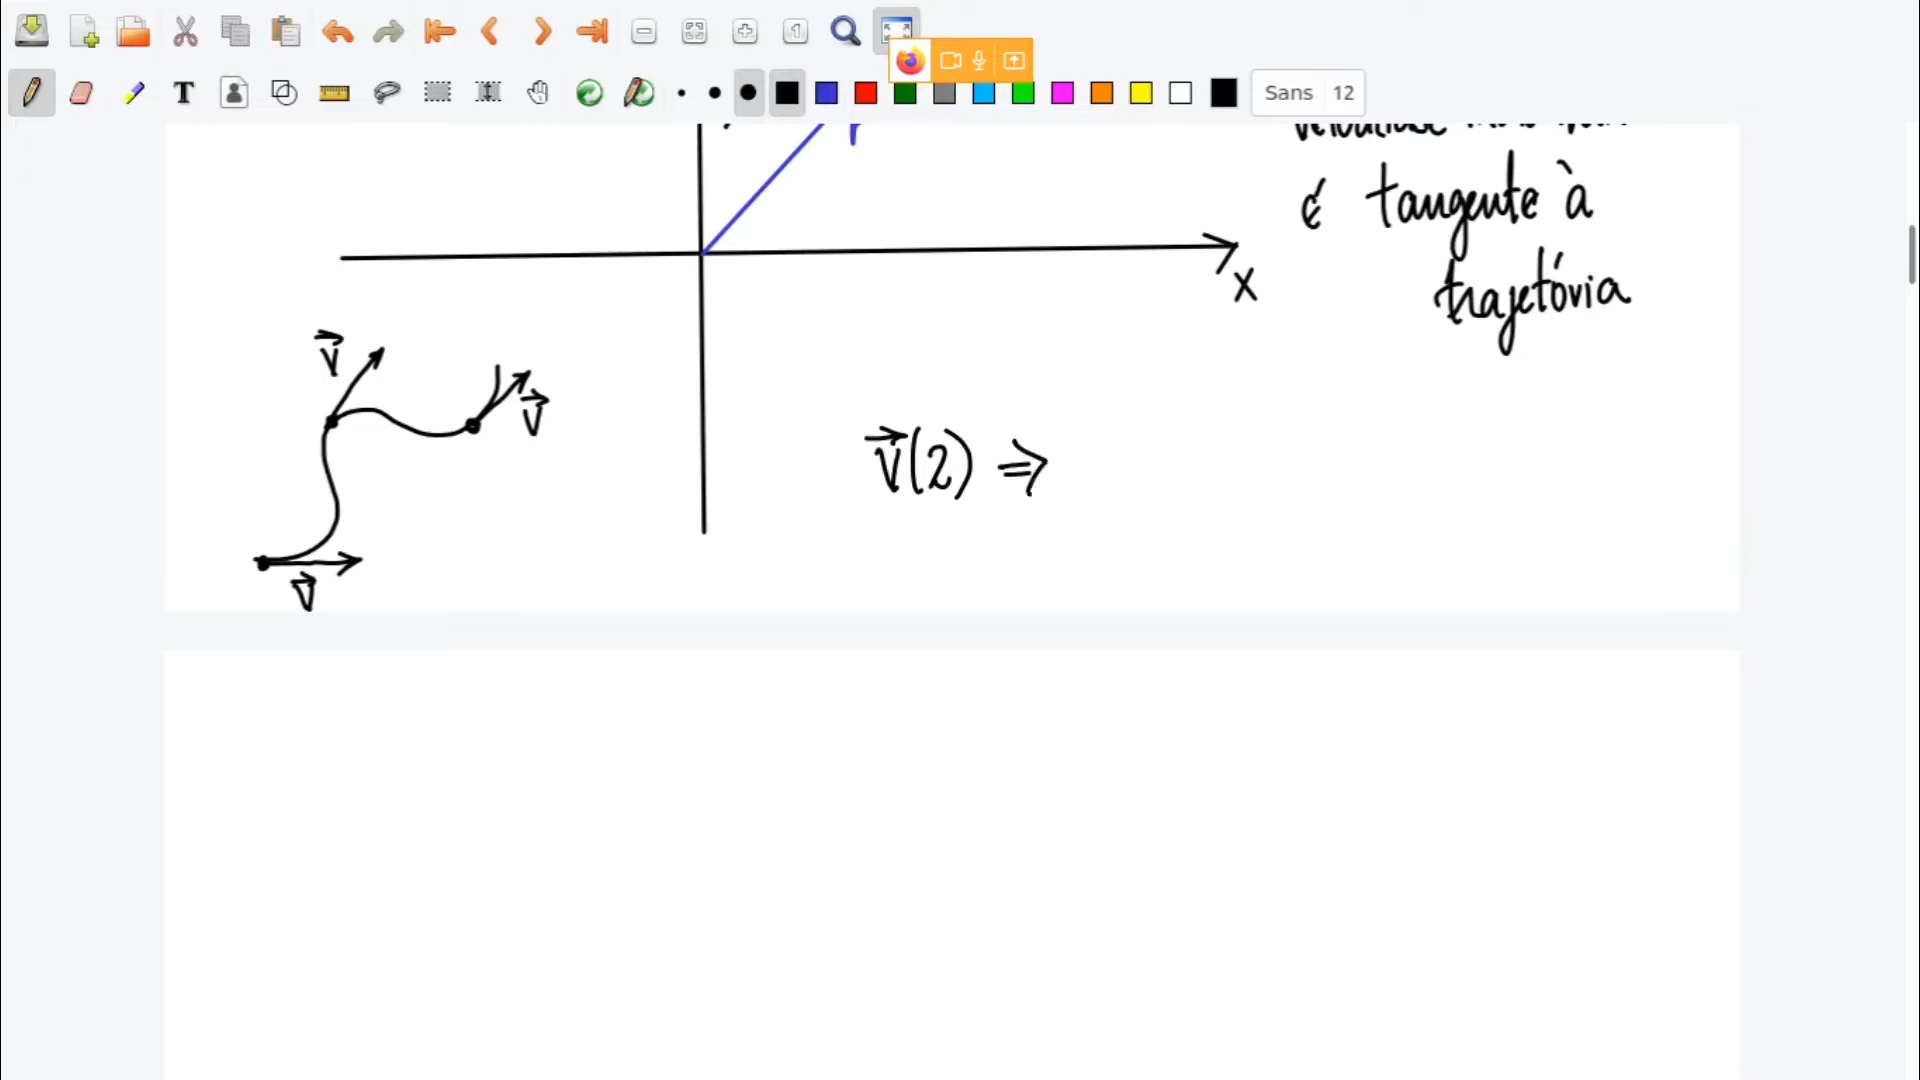 Sans 12
é tangente à
trajetória
x
v⃗
v⃗
v⃗(2) ⇒
v⃗